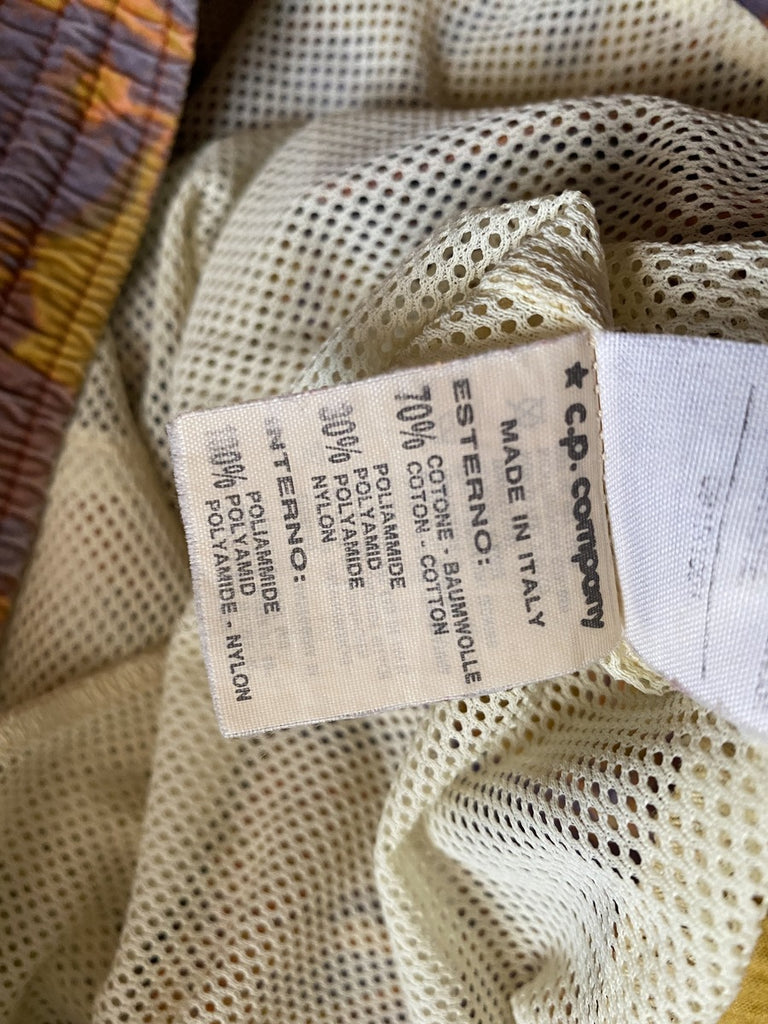 ★ c.p. company
MADE IN ITALY
ESTERNO:
70% COTONE - BAUMWOLLE
COTON - COTTON
30% POLIAMMIDE
POLYAMID
POLYAMIDE
NYLON
INTERNO:
100% POLIAMMIDE
POLYAMID
POLYAMIDE - NYLON